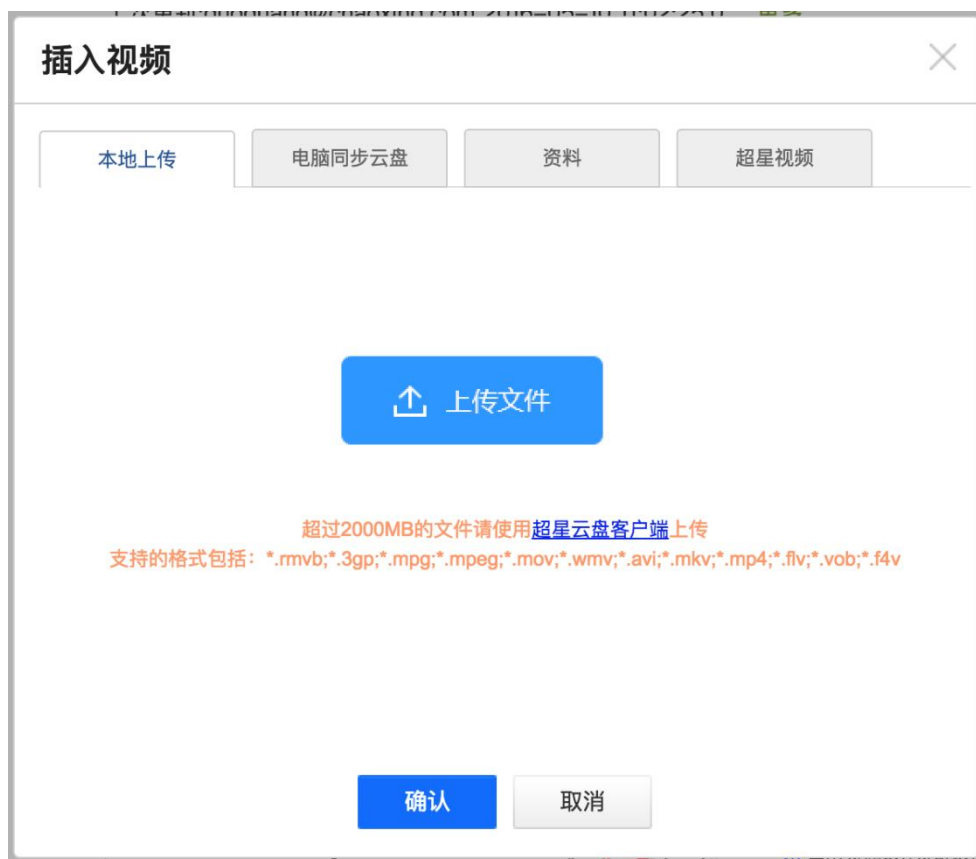 插入视频
本地上传 电脑同步云盘 资料 超星视频
上传文件
超过2000MB的文件请使用超星云盘客户端上传
支持的格式包括：*.rmvb;*.3gp;*.mpg;*.mpeg;*.mov;*.wmv;*.avi;*.mkv;*.mp4;*.flv;*.vob;*.f4v
确认 取消